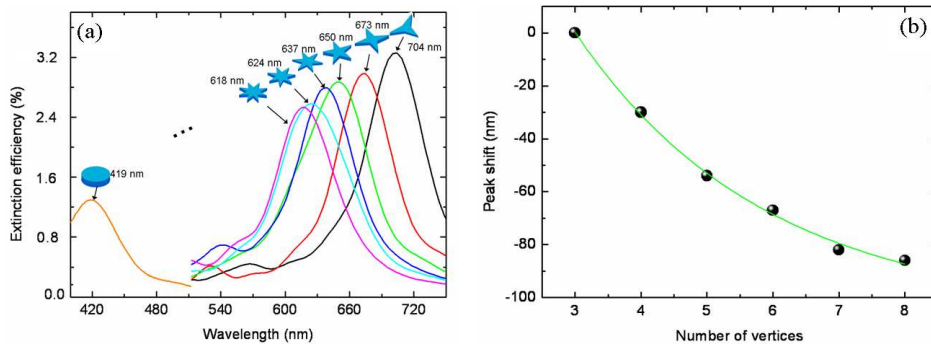 (a)
Extinction efficiency (%)
3.2
2.4
1.6
0.8
0.0
419 nm
618 nm
624 nm
637 nm
650 nm
673 nm
704 nm
400 480 560 600 660 720
Wavelength (nm)
(b)
Peak shift (nm)
0
-20
-40
-60
-80
-100
3 4 5 6 7 8
Number of vertices